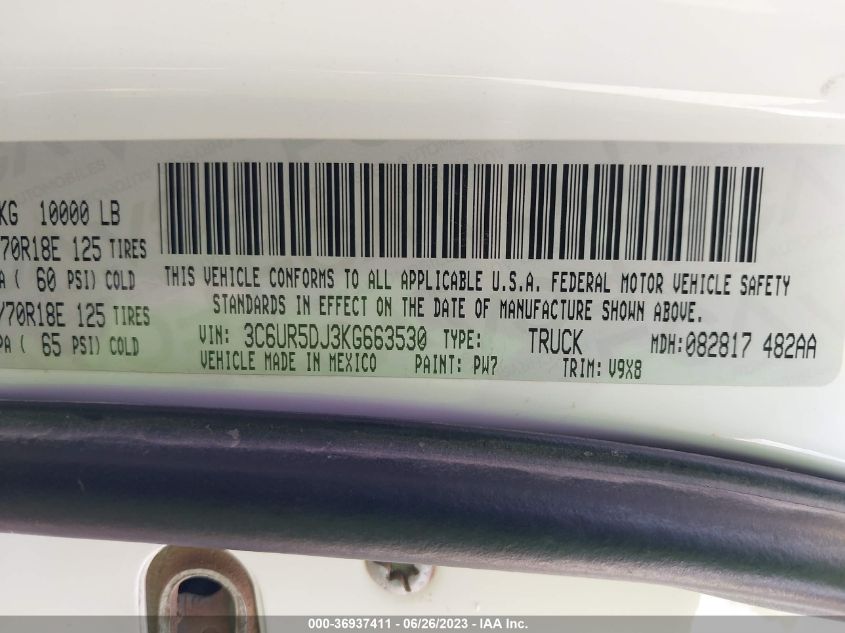 KG 10000 LB
/70R18E 125 TIRES
A ( 60 PSI) COLD
/70R18E 125 TIRES
PA ( 65 PSI) COLD
THIS VEHICLE CONFORMS TO ALL APPLICABLE U.S.A. FEDERAL MOTOR VEHICLE SAFETY
STANDARDS IN EFFECT ON THE DATE OF MANUFACTURE SHOWN ABOVE.
VIN: 3C6UR5DJ3KG663530 TYPE: TRUCK MDH:082817 482AA
VEHICLE MADE IN MEXICO PAINT: PW7 TRIM: V9X8
000-36937411 - 06/26/2023 - IAA Inc.